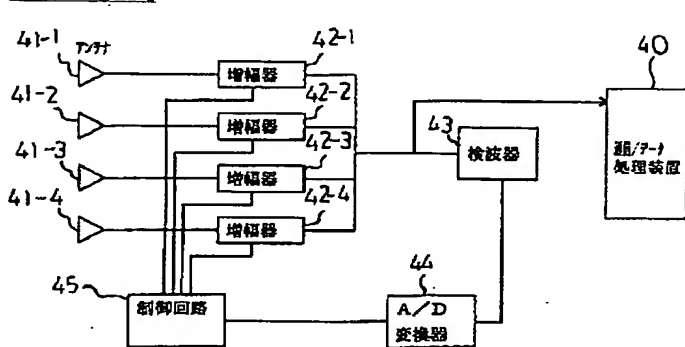 41-1
アンテナ
増幅器
42-1
41-2
増幅器
42-2
41-3
増幅器
42-3
41-4
増幅器
42-4
40
処理装置
43
検波器
45
制御回路
44
A/D
変換器